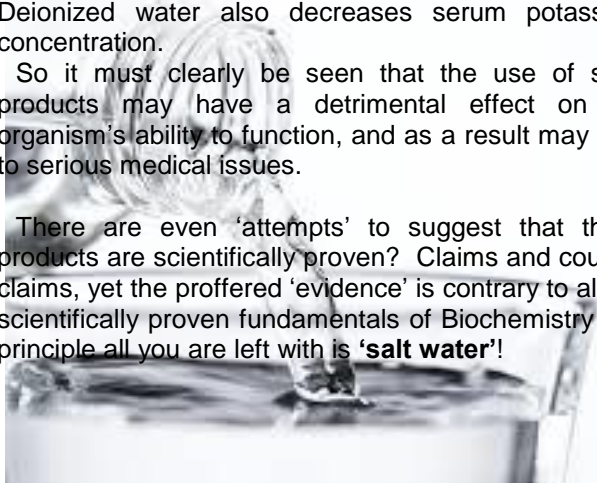 Deionized water also decreases serum potass
concentration.
So it must clearly be seen that the use of s
products may have a detrimental effect on
organism's ability to function, and as a result may
to serious medical issues.
There are even 'attempts' to suggest that th
products are scientifically proven? Claims and cou
claims, yet the proffered 'evidence' is contrary to al
scientifically proven fundamentals of Biochemistry
principle all you are left with is 'salt water'!